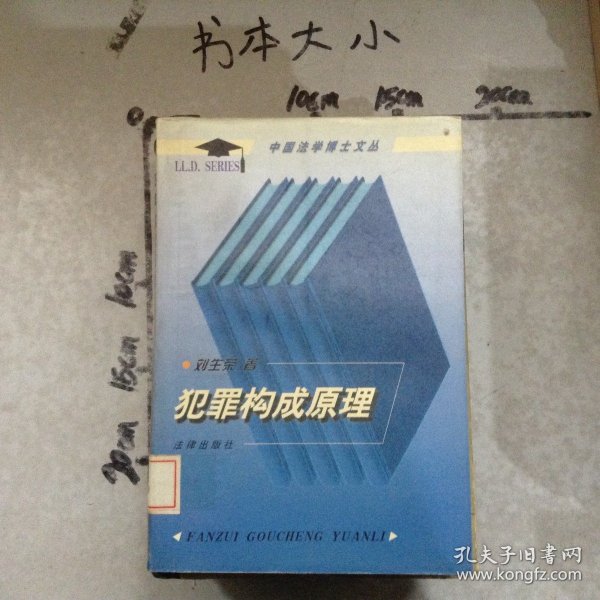 书本大小
10cm 15cm 20cm
中国法学博士文丛
LL.D. SERIES
10cm
15cm
20cm
刘生荣 著
犯罪构成原理
法律出版社
FANZUI GOUCHENG YUANLI
孔夫子旧书网
www.kongfz.com